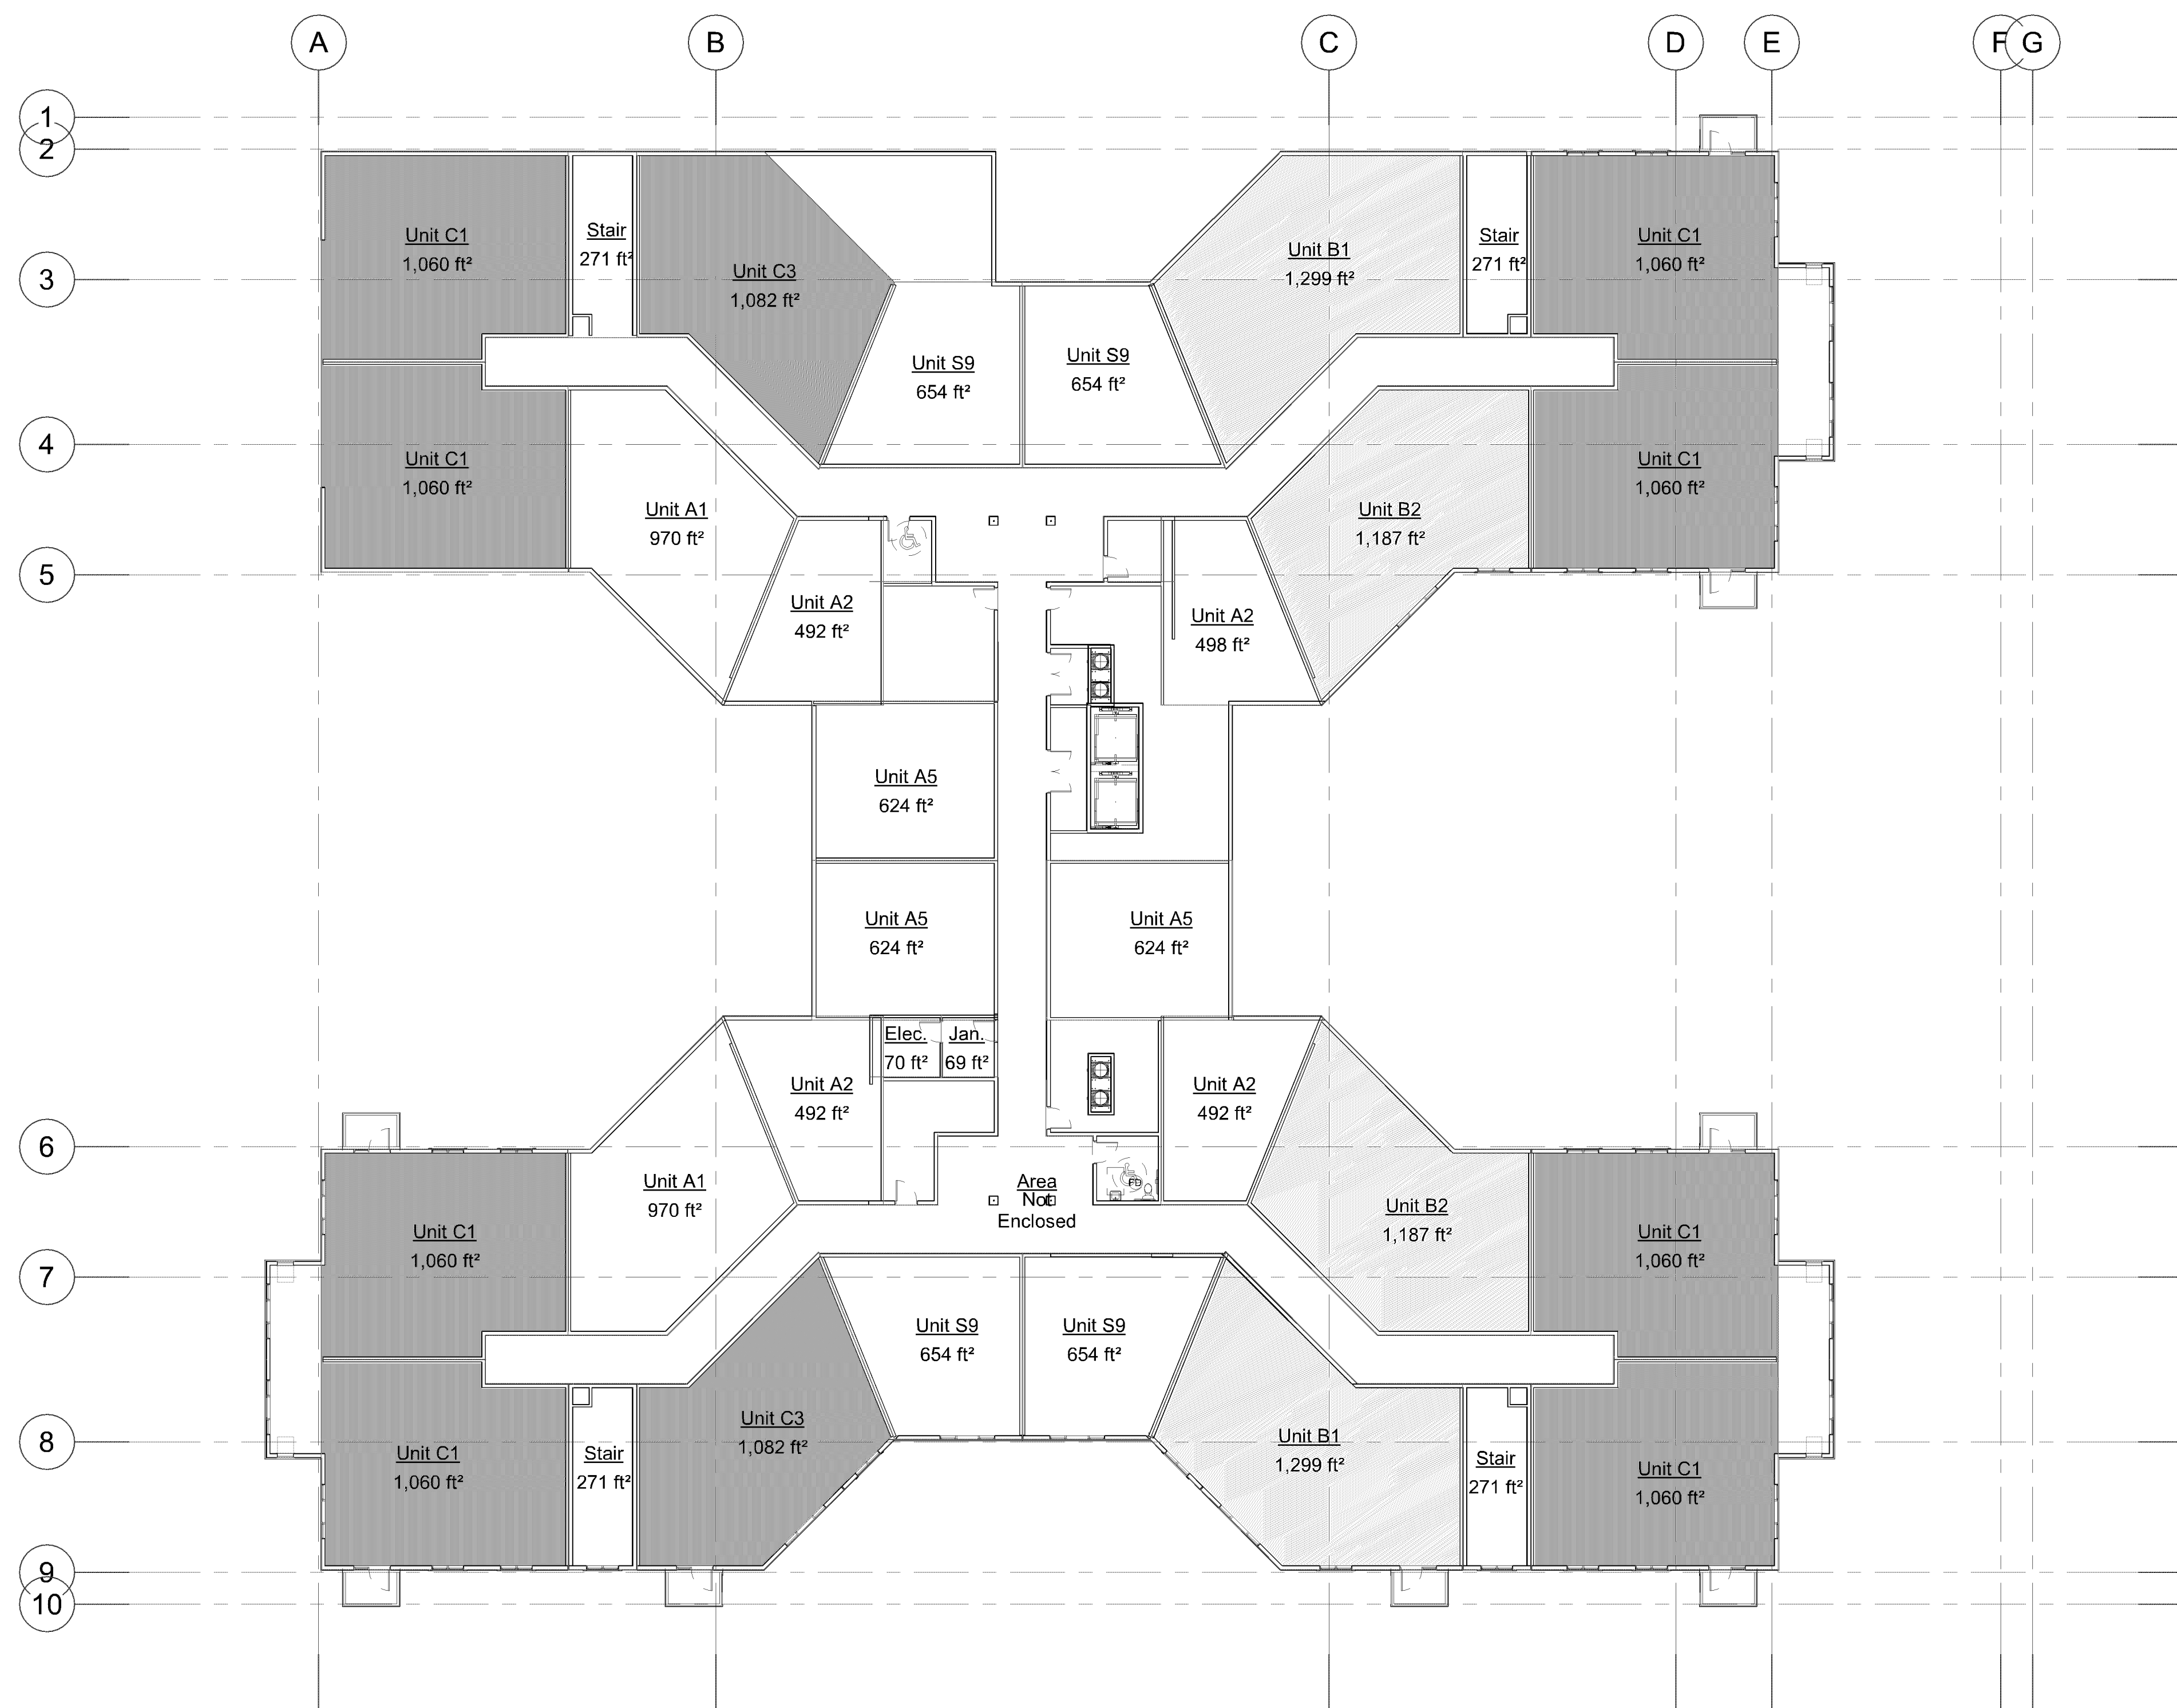 A
B
C
D
E
F
G
1
2
3
4
5
6
7
8
9
10
Unit C1
1,060 ft²
Stair
271 ft²
Unit C3
1,082 ft²
Unit B1
1,299 ft²
Stair
271 ft²
Unit C1
1,060 ft²
Unit S9
654 ft²
Unit S9
654 ft²
Unit C1
1,060 ft²
Unit A1
970 ft²
Unit B2
1,187 ft²
Unit C1
1,060 ft²
Unit A2
492 ft²
Unit A2
498 ft²
Unit A5
624 ft²
Unit A5
624 ft²
Unit A5
624 ft²
Elec.
70 ft²
Jan.
69 ft²
Unit A2
492 ft²
Unit A2
492 ft²
Unit A1
970 ft²
Area
Not
Enclosed
FD
Unit B2
1,187 ft²
Unit C1
1,060 ft²
Unit C1
1,060 ft²
Unit S9
654 ft²
Unit S9
654 ft²
Unit C1
1,060 ft²
Stair
271 ft²
Unit C3
1,082 ft²
Unit B1
1,299 ft²
Stair
271 ft²
Unit C1
1,060 ft²